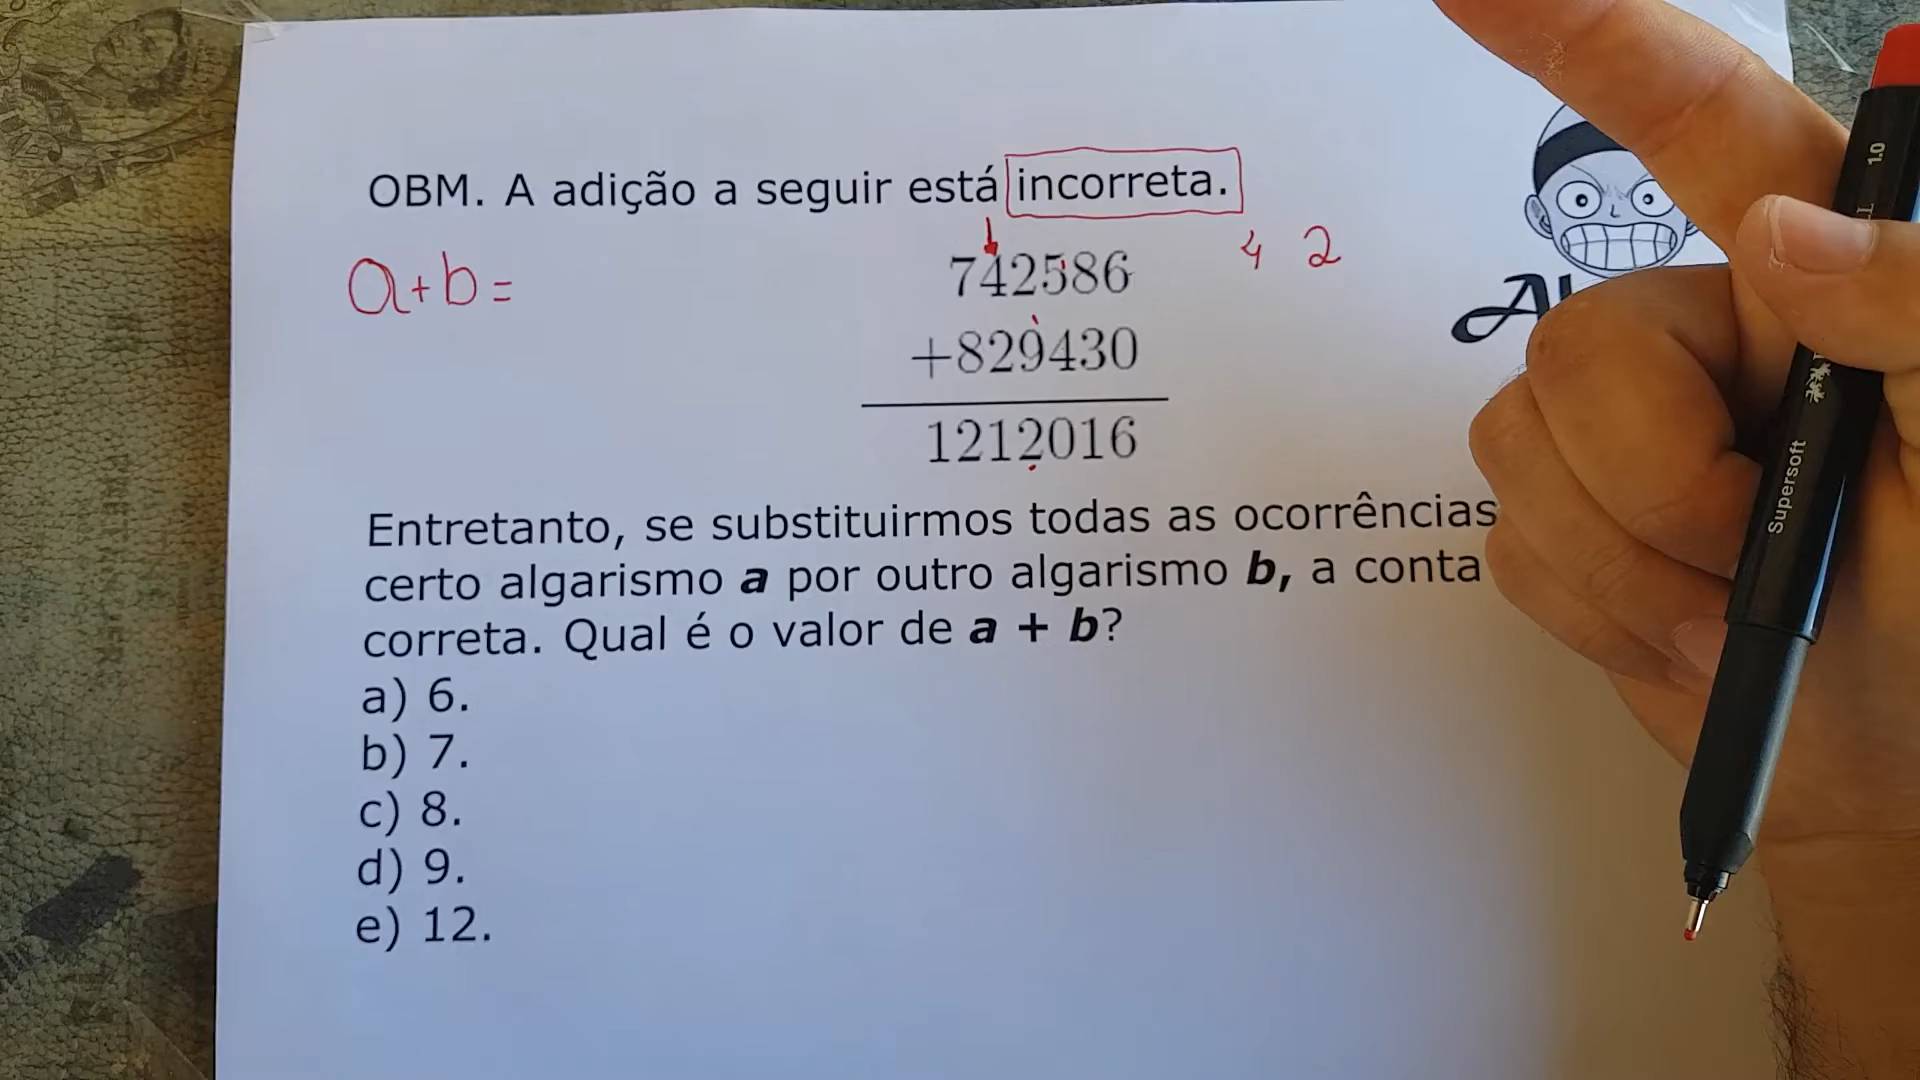 OBM. A adição a seguir está incorreta.
a+b=
742586
4 2
+829430
1212016
Entretanto, se substituirmos todas as ocorrências
certo algarismo a por outro algarismo b, a conta
correta. Qual é o valor de a + b?
a) 6.
b) 7.
c) 8.
d) 9.
e) 12.
1.0
Supersoft